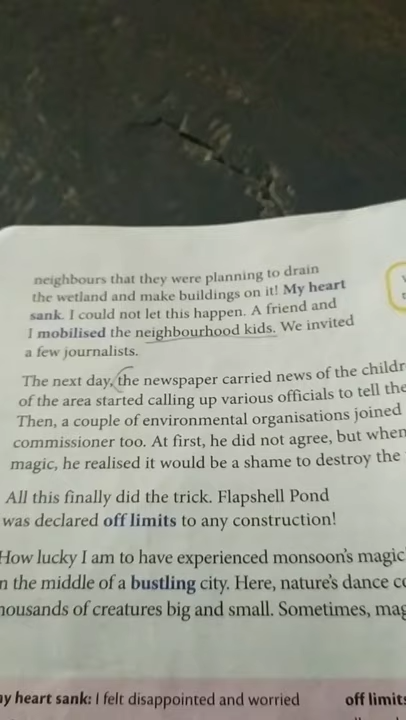 neighbours that they were planning to drain
the wetland and make buildings on it! My heart
sank. I could not let this happen. A friend and
I mobilised the neighbourhood kids. We invited
a few journalists.
The next day, the newspaper carried news of the
of the area started calling up various officials to tell the
Then, a couple of environmental organisations joined
commissioner too. At first, he did not agree, but when
magic, he realised it would be a shame to destroy the
All this finally did the trick. Flapshell Pond
was declared off limits to any construction!
How lucky I am to have experienced monsoon's magic
in the middle of a bustling city. Here, nature's dance
thousands of creatures big and small. Sometimes,
my heart sank: I felt disappointed and worried
off limits